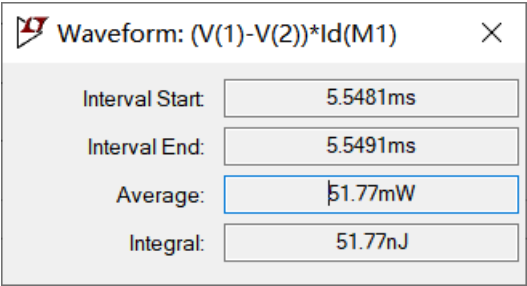 Waveform: (V(1)-V(2))*Id(M1)
Interval Start: 5.5481ms
Interval End: 5.5491ms
Average: 51.77mW
Integral: 51.77nJ